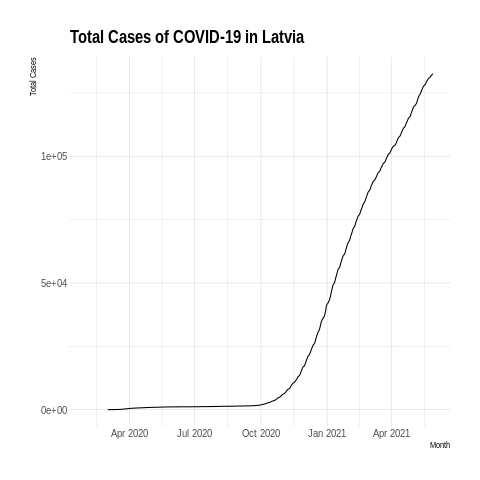 Total Cases of COVID-19 in Latvia
Total Cases
1e+05
5e+04
0e+00
Apr 2020 Jul 2020 Oct 2020 Jan 2021 Apr 2021
Month